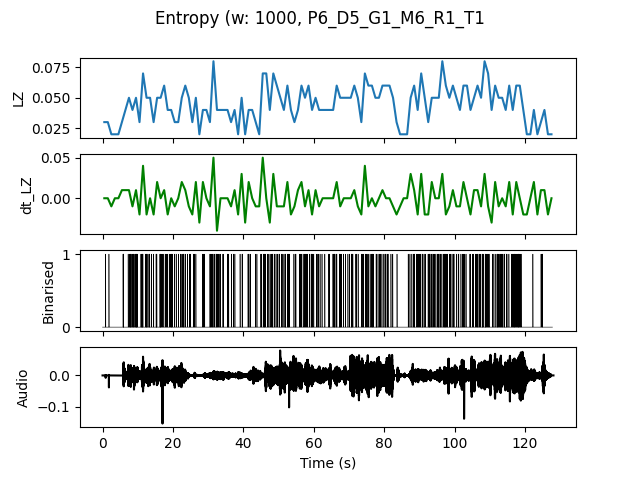 Entropy (w: 1000, P6_D5_G1_M6_R1_T1
0.075
0.050
0.025
LZ
0.05
0.00
dt_LZ
1
0
Binarised
0.0
−0.1
Audio
0 20 40 60 80 100 120
Time (s)